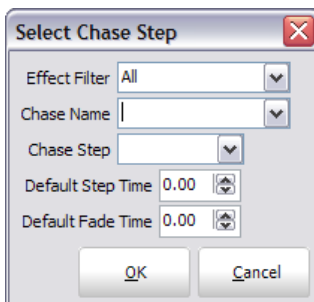 Select Chase Step
Effect Filter All
Chase Name
Chase Step
Default Step Time 0.00
Default Fade Time 0.00
OK Cancel